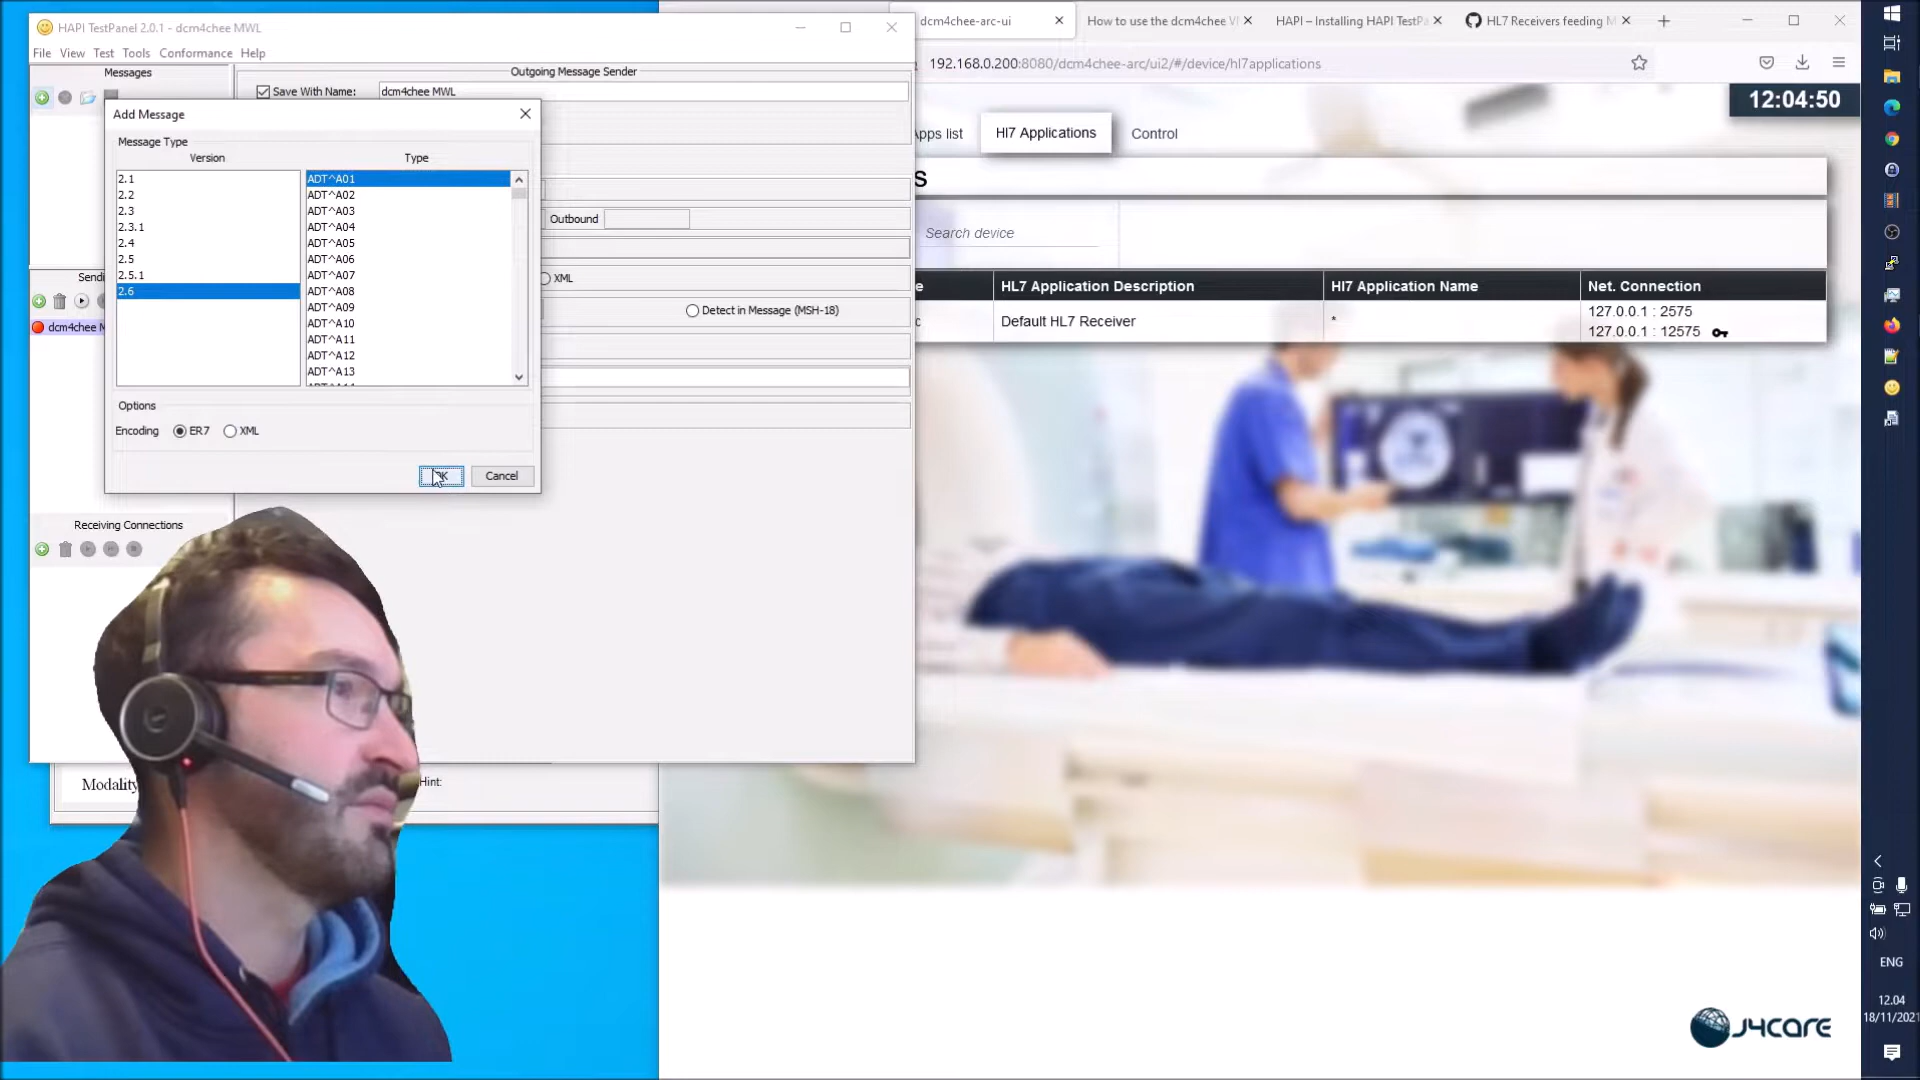 HAPI TestPanel 2.0.1 - dcm4chee MWL
File View Test Tools Conformance Help
Messages
Outgoing Message Sender
Save With Name: dcm4chee MWL
Add Message
Message Type
Version
Type
2.1
2.2
2.3
2.3.1
2.4
2.5
2.5.1
2.6
ADT^A01
ADT^A02
ADT^A03
ADT^A04
ADT^A05
ADT^A06
ADT^A07
ADT^A08
ADT^A09
ADT^A10
ADT^A11
ADT^A12
ADT^A13
Options
Encoding ER7 XML
Cancel
Outbound
XML
Detect in Message (MSH-18)
Sendi
dcm4chee M
Receiving Connections
Modality
Hint:
dcm4chee-arc-ui
How to use the dcm4chee
HAPI – Installing HAPI TestPa
HL7 Receivers feeding M
192.168.0.200:8080/dcm4chee-arc/ui2/#/device/hl7applications
12:04:50
Apps list
Hl7 Applications
Control
S
Search device
e
HL7 Application Description
Hl7 Application Name
Net. Connection
c
Default HL7 Receiver
*
127.0.0.1 : 2575
127.0.0.1 : 12575
J4CARE
ENG
12.04
18/11/2021